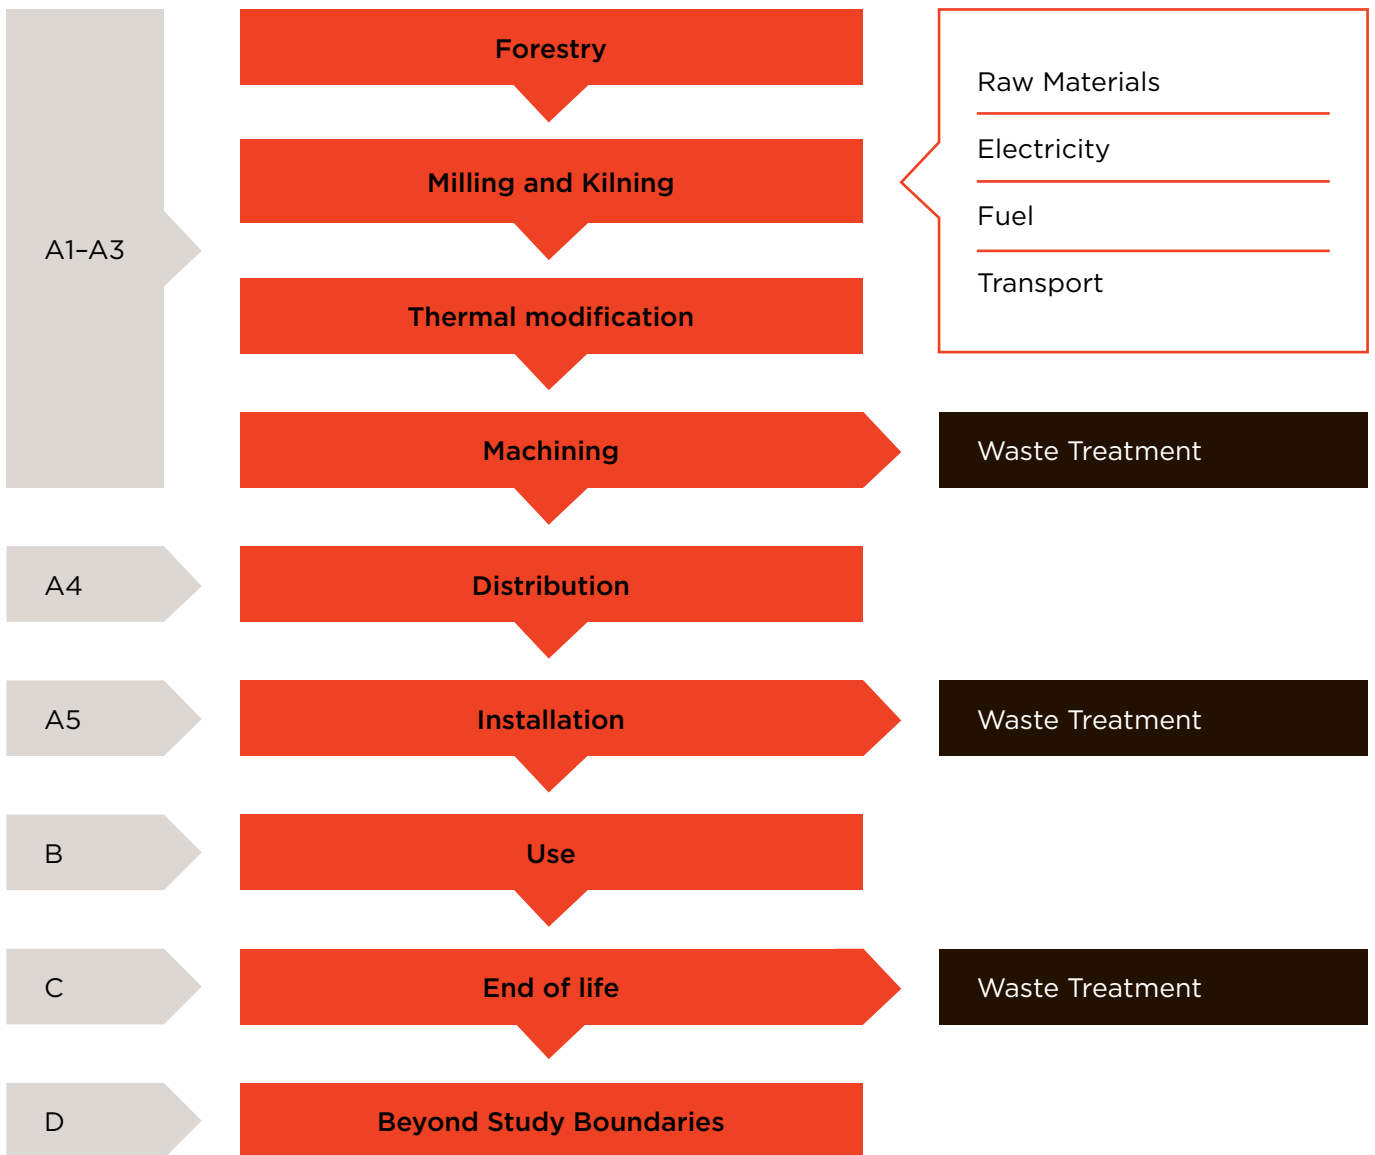 Forestry
Raw Materials
Electricity
Milling and Kilning
Fuel
A1–A3
Transport
Thermal modification
Machining
Waste Treatment
A4
Distribution
A5
Installation
Waste Treatment
B
Use
C
End of life
Waste Treatment
D
Beyond Study Boundaries